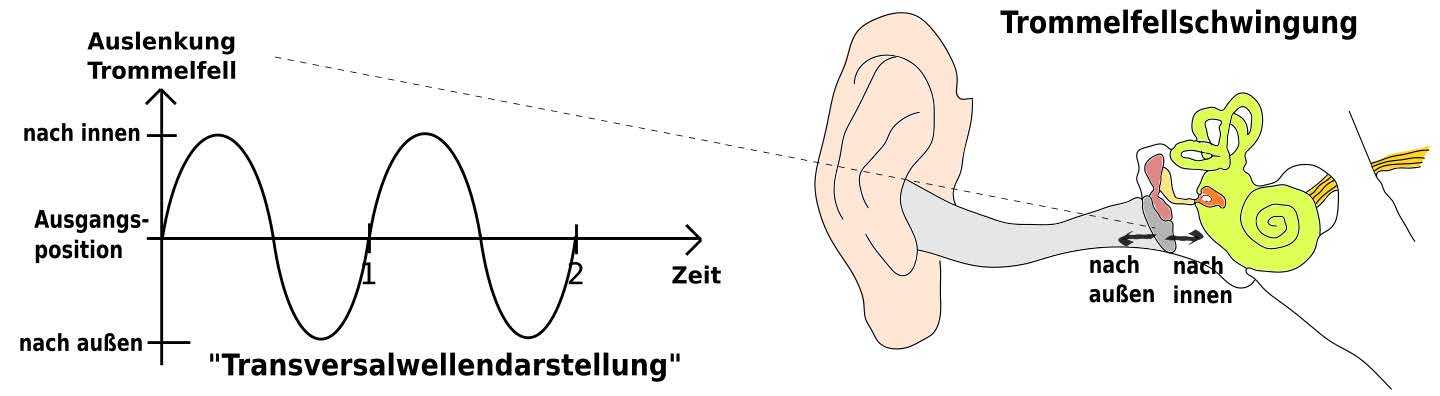 Auslenkung
Trommelfell
nach innen
Ausgangs-
position
nach außen
1
2
Zeit
"Transversalwellendarstellung"
Trommelfellschwingung
nach
außen
nach
innen